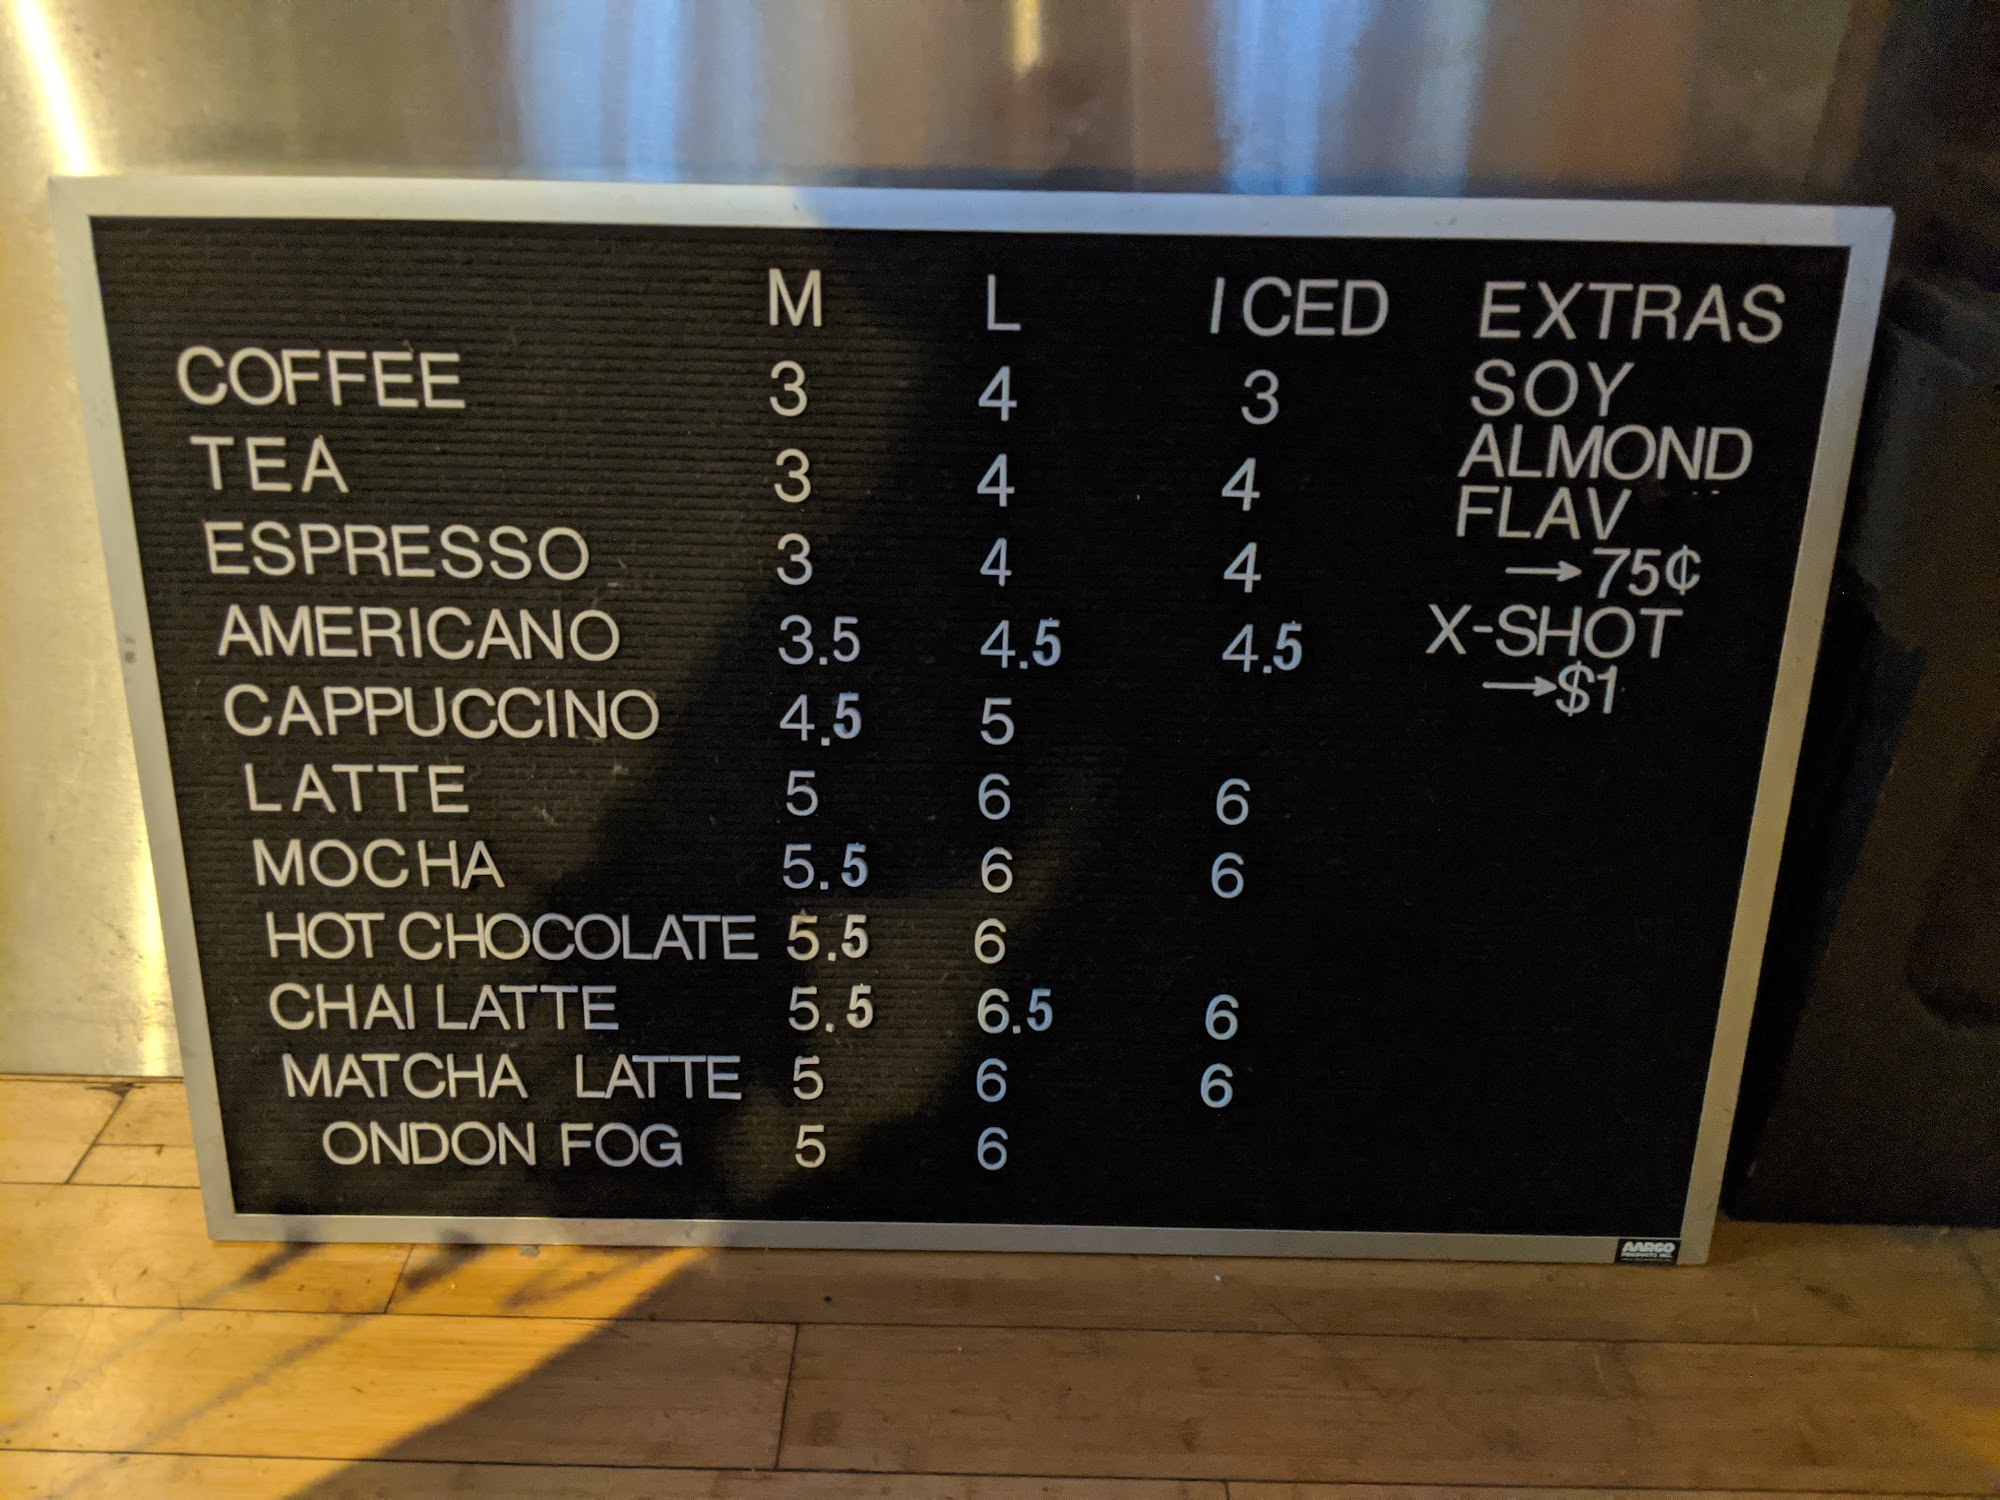 M L ICED EXTRAS
COFFEE 3 4 3 SOY
TEA 3 4 4 ALMOND
FLAV
ESPRESSO 3 4 4 →75¢
AMERICANO 3.5 4.5 4.5 X-SHOT
→$1
CAPPUCCINO 4.5 5
LATTE 5 6 6
MOCHA 5.5 6 6
HOT CHOCOLATE 5.5 6
CHAI LATTE 5.5 6.5 6
MATCHA LATTE 5 6 6
ONDON FOG 5 6
AARCO